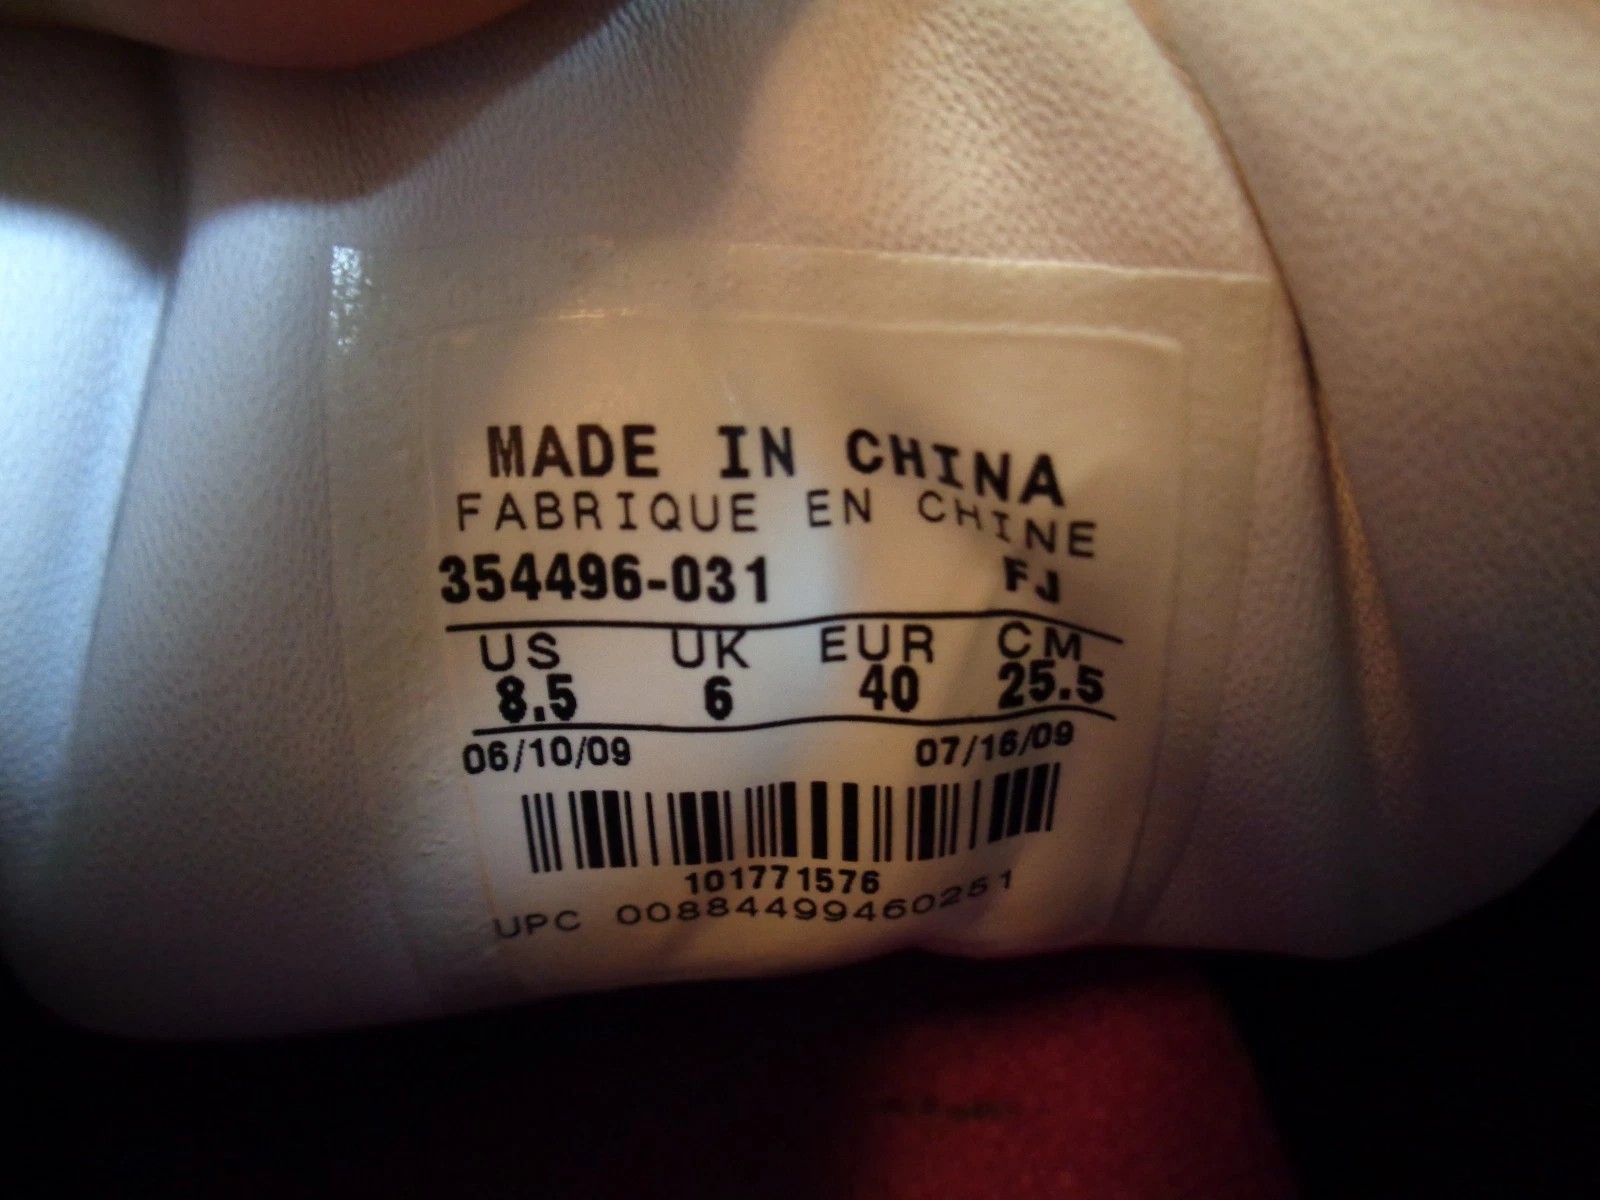 MADE IN CHINA
FABRIQUE EN CHINE
354496-031 FJ
US UK EUR CM
8.5 6 40 25.5
06/10/09 07/16/09
101771576
UPC 00884499460251